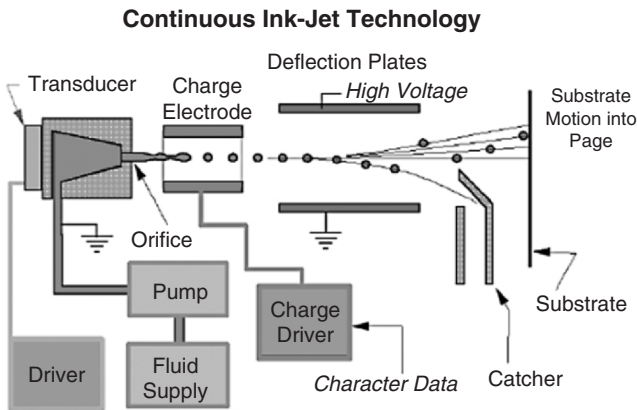 Continuous Ink-Jet Technology
Deflection Plates
Transducer
Charge
Electrode
High Voltage
Substrate
Motion into
Page
Orifice
Pump
Charge
Driver
Substrate
Driver
Fluid
Supply
Character Data
Catcher